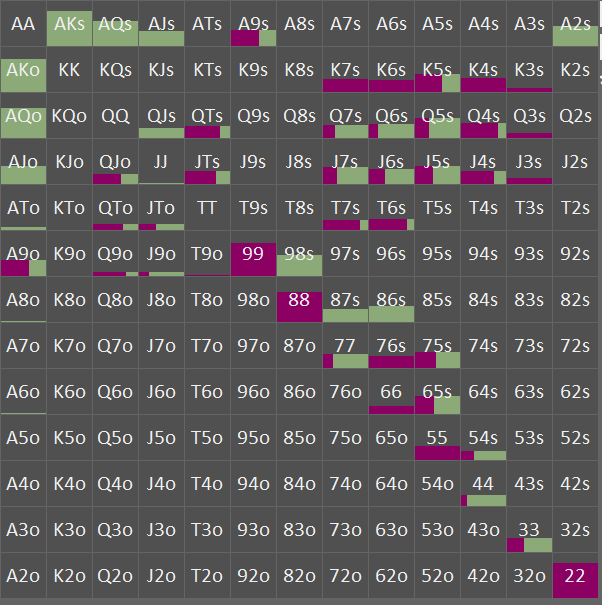 AA AKs AQs AJs ATs A9s A8s A7s A6s A5s A4s A3s A2s
AKo KK KQs KJs KTs K9s K8s K7s K6s K5s K4s K3s K2s
AQo KQo QQ QJs QTs Q9s Q8s Q7s Q6s Q5s Q4s Q3s Q2s
AJo KJo QJo JJ JTs J9s J8s J7s J6s J5s J4s J3s J2s
ATo KTo QTo JTo TT T9s T8s T7s T6s T5s T4s T3s T2s
A9o K9o Q9o J9o T9o 99 98s 97s 96s 95s 94s 93s 92s
A8o K8o Q8o J8o T8o 98o 88 87s 86s 85s 84s 83s 82s
A7o K7o Q7o J7o T7o 97o 87o 77 76s 75s 74s 73s 72s
A6o K6o Q6o J6o T6o 96o 86o 76o 66 65s 64s 63s 62s
A5o K5o Q5o J5o T5o 95o 85o 75o 65o 55 54s 53s 52s
A4o K4o Q4o J4o T4o 94o 84o 74o 64o 54o 44 43s 42s
A3o K3o Q3o J3o T3o 93o 83o 73o 63o 53o 43o 33 32s
A2o K2o Q2o J2o T2o 92o 82o 72o 62o 52o 42o 32o 22